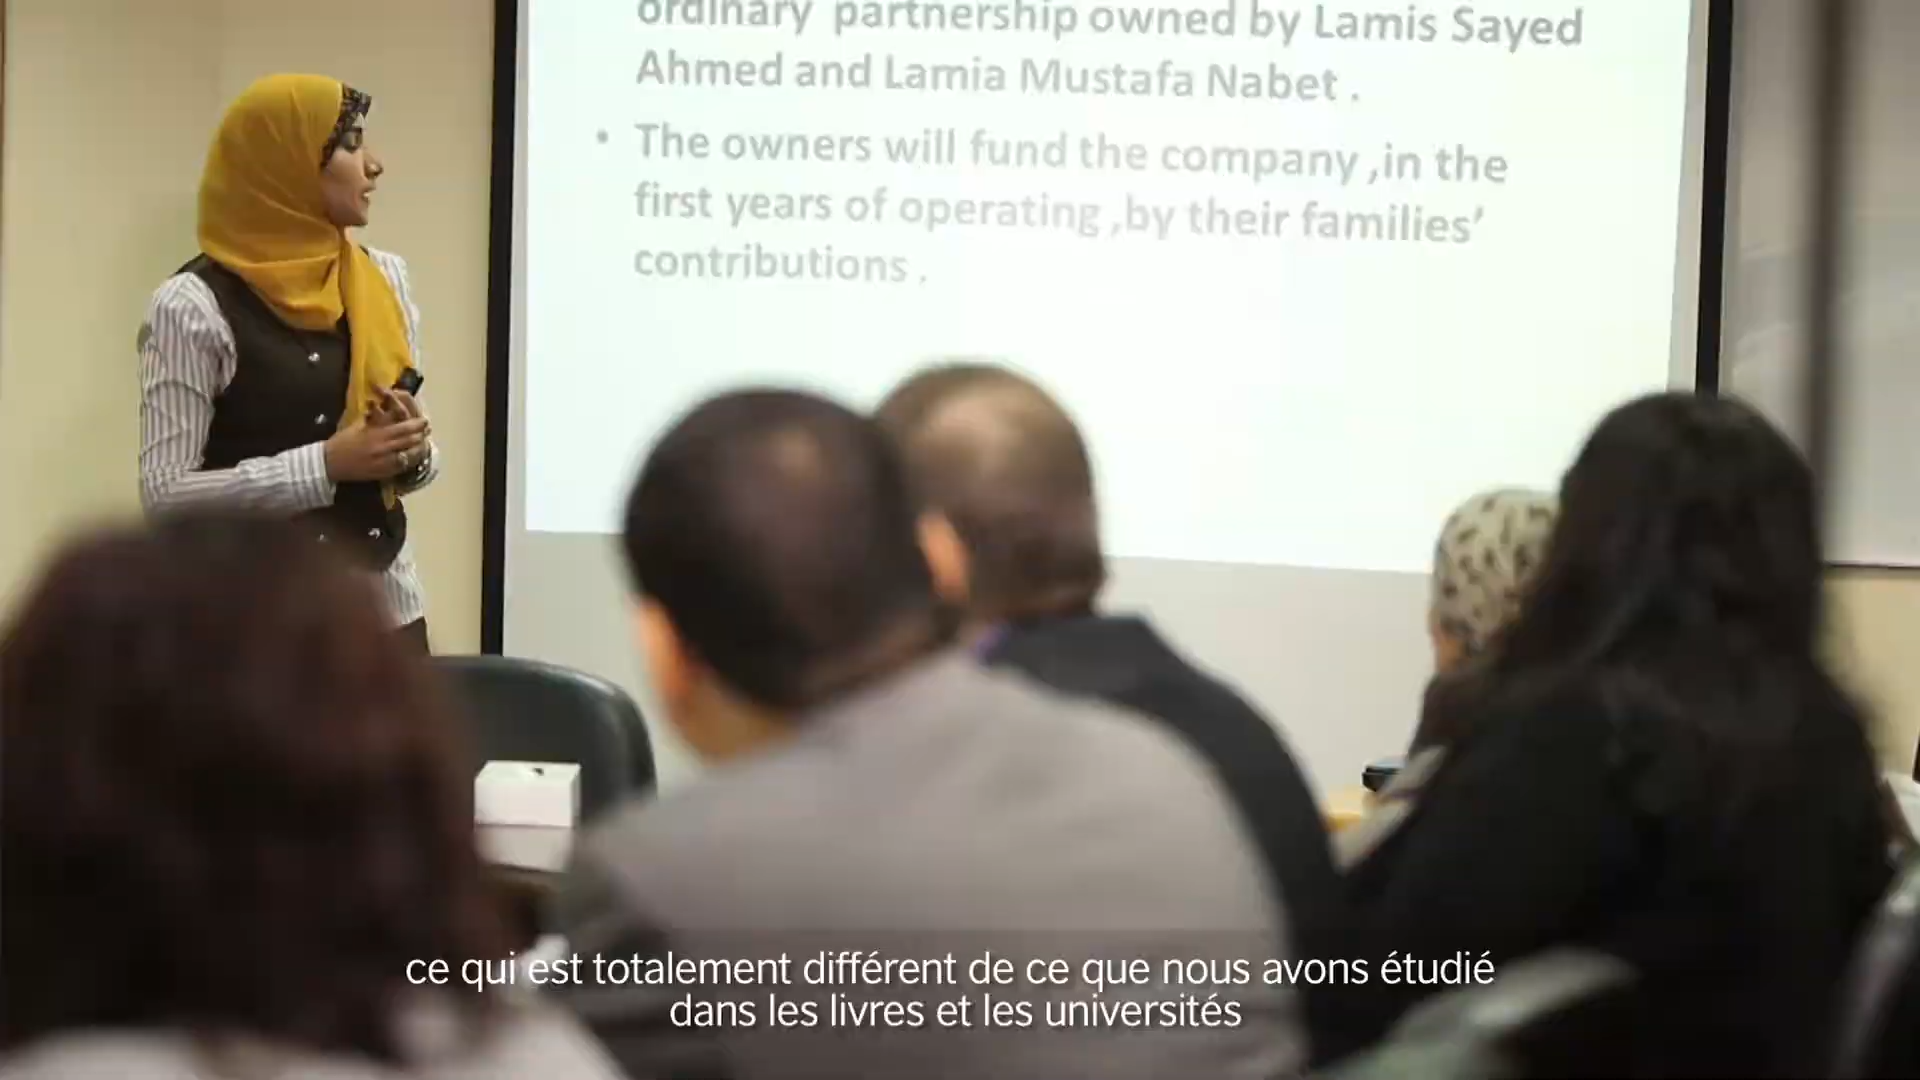 ordinary partnership owned by Lamis Sayed
Ahmed and Lamia Mustafa Nabet .
• The owners will fund the company ,in the
first years of operating ,by their families'
contributions .
ce qui est totalement différent de ce que nous avons étudié
dans les livres et les universités